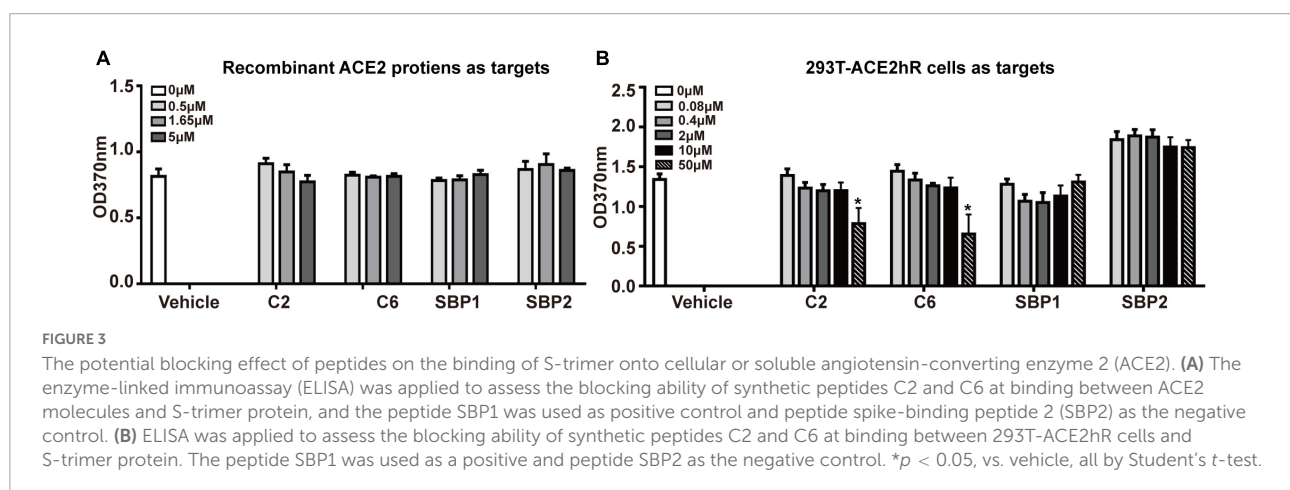 A
Recombinant ACE2 protiens as targets
1.5
1.0
0.5
0.0
OD370nm
0μM
0.5μM
1.65μM
5μM
Vehicle C2 C6 SBP1 SBP2
B
293T-ACE2hR cells as targets
2.5
2.0
1.5
1.0
0.5
0.0
OD370nm
0μM
0.08μM
0.4μM
2μM
10μM
50μM
* *
Vehicle C2 C6 SBP1 SBP2
FIGURE 3
The potential blocking effect of peptides on the binding of S-trimer onto cellular or soluble angiotensin-converting enzyme 2 (ACE2). (A) The
enzyme-linked immunoassay (ELISA) was applied to assess the blocking ability of synthetic peptides C2 and C6 at binding between ACE2
molecules and S-trimer protein, and the peptide SBP1 was used as positive control and peptide spike-binding peptide 2 (SBP2) as the negative
control. (B) ELISA was applied to assess the blocking ability of synthetic peptides C2 and C6 at binding between 293T-ACE2hR cells and
S-trimer protein. The peptide SBP1 was used as a positive and peptide SBP2 as the negative control. *p < 0.05, vs. vehicle, all by Student's t-test.